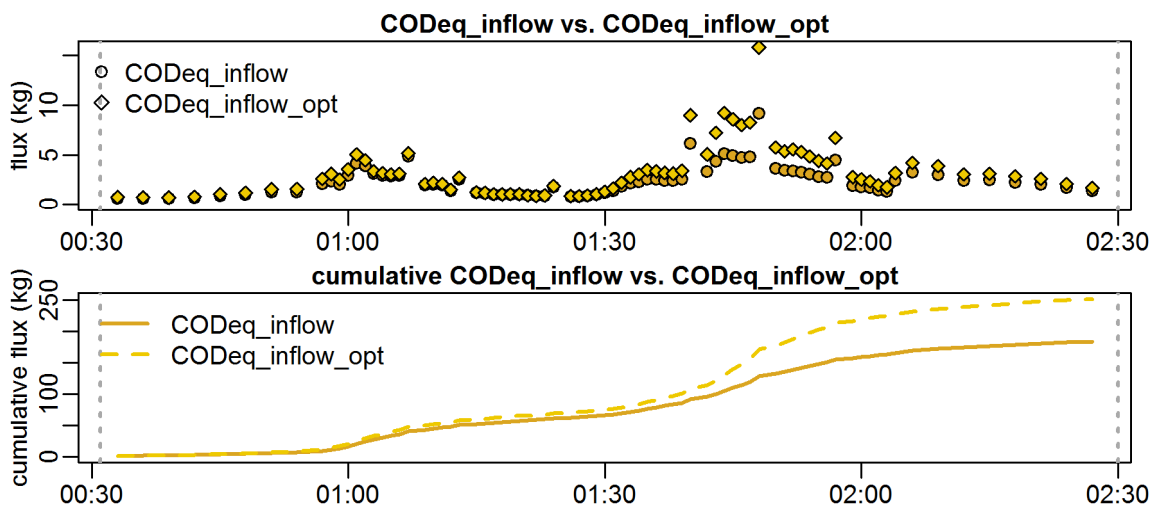 CODeq_inflow vs. CODeq_inflow_opt
flux (kg)
10
5
0
CODeq_inflow
CODeq_inflow_opt
00:30 01:00 01:30 02:00 02:30
cumulative CODeq_inflow vs. CODeq_inflow_opt
cumulative flux (kg)
250
100
0
CODeq_inflow
CODeq_inflow_opt
00:30 01:00 01:30 02:00 02:30